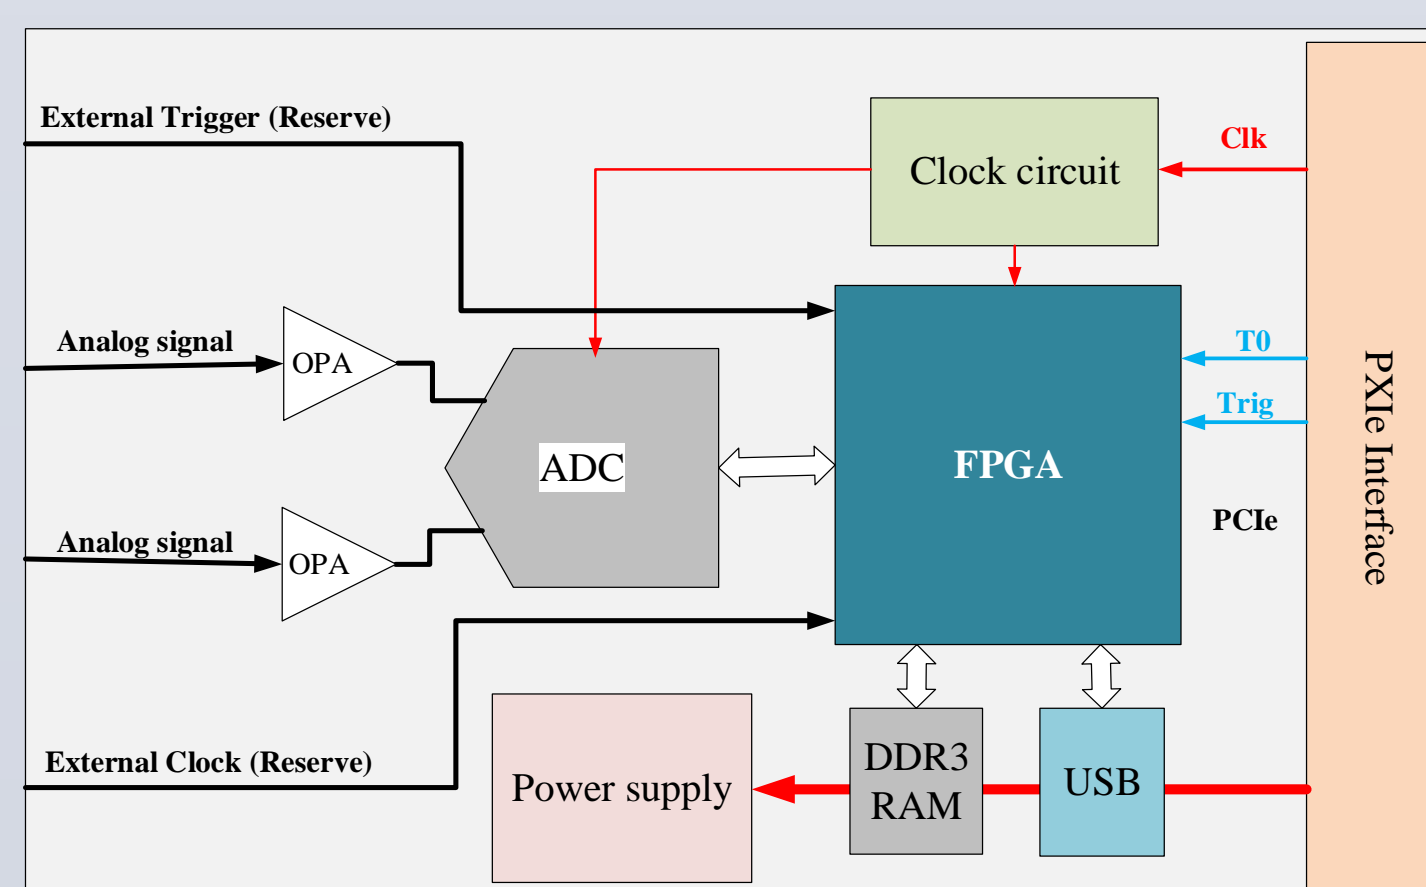 External Trigger (Reserve)
Clk
Clock circuit
Analog signal
OPA
T0
Trig
ADC
FPGA
PCIe
PXIe Interface
Analog signal
OPA
External Clock (Reserve)
Power supply
DDR3
RAM
USB